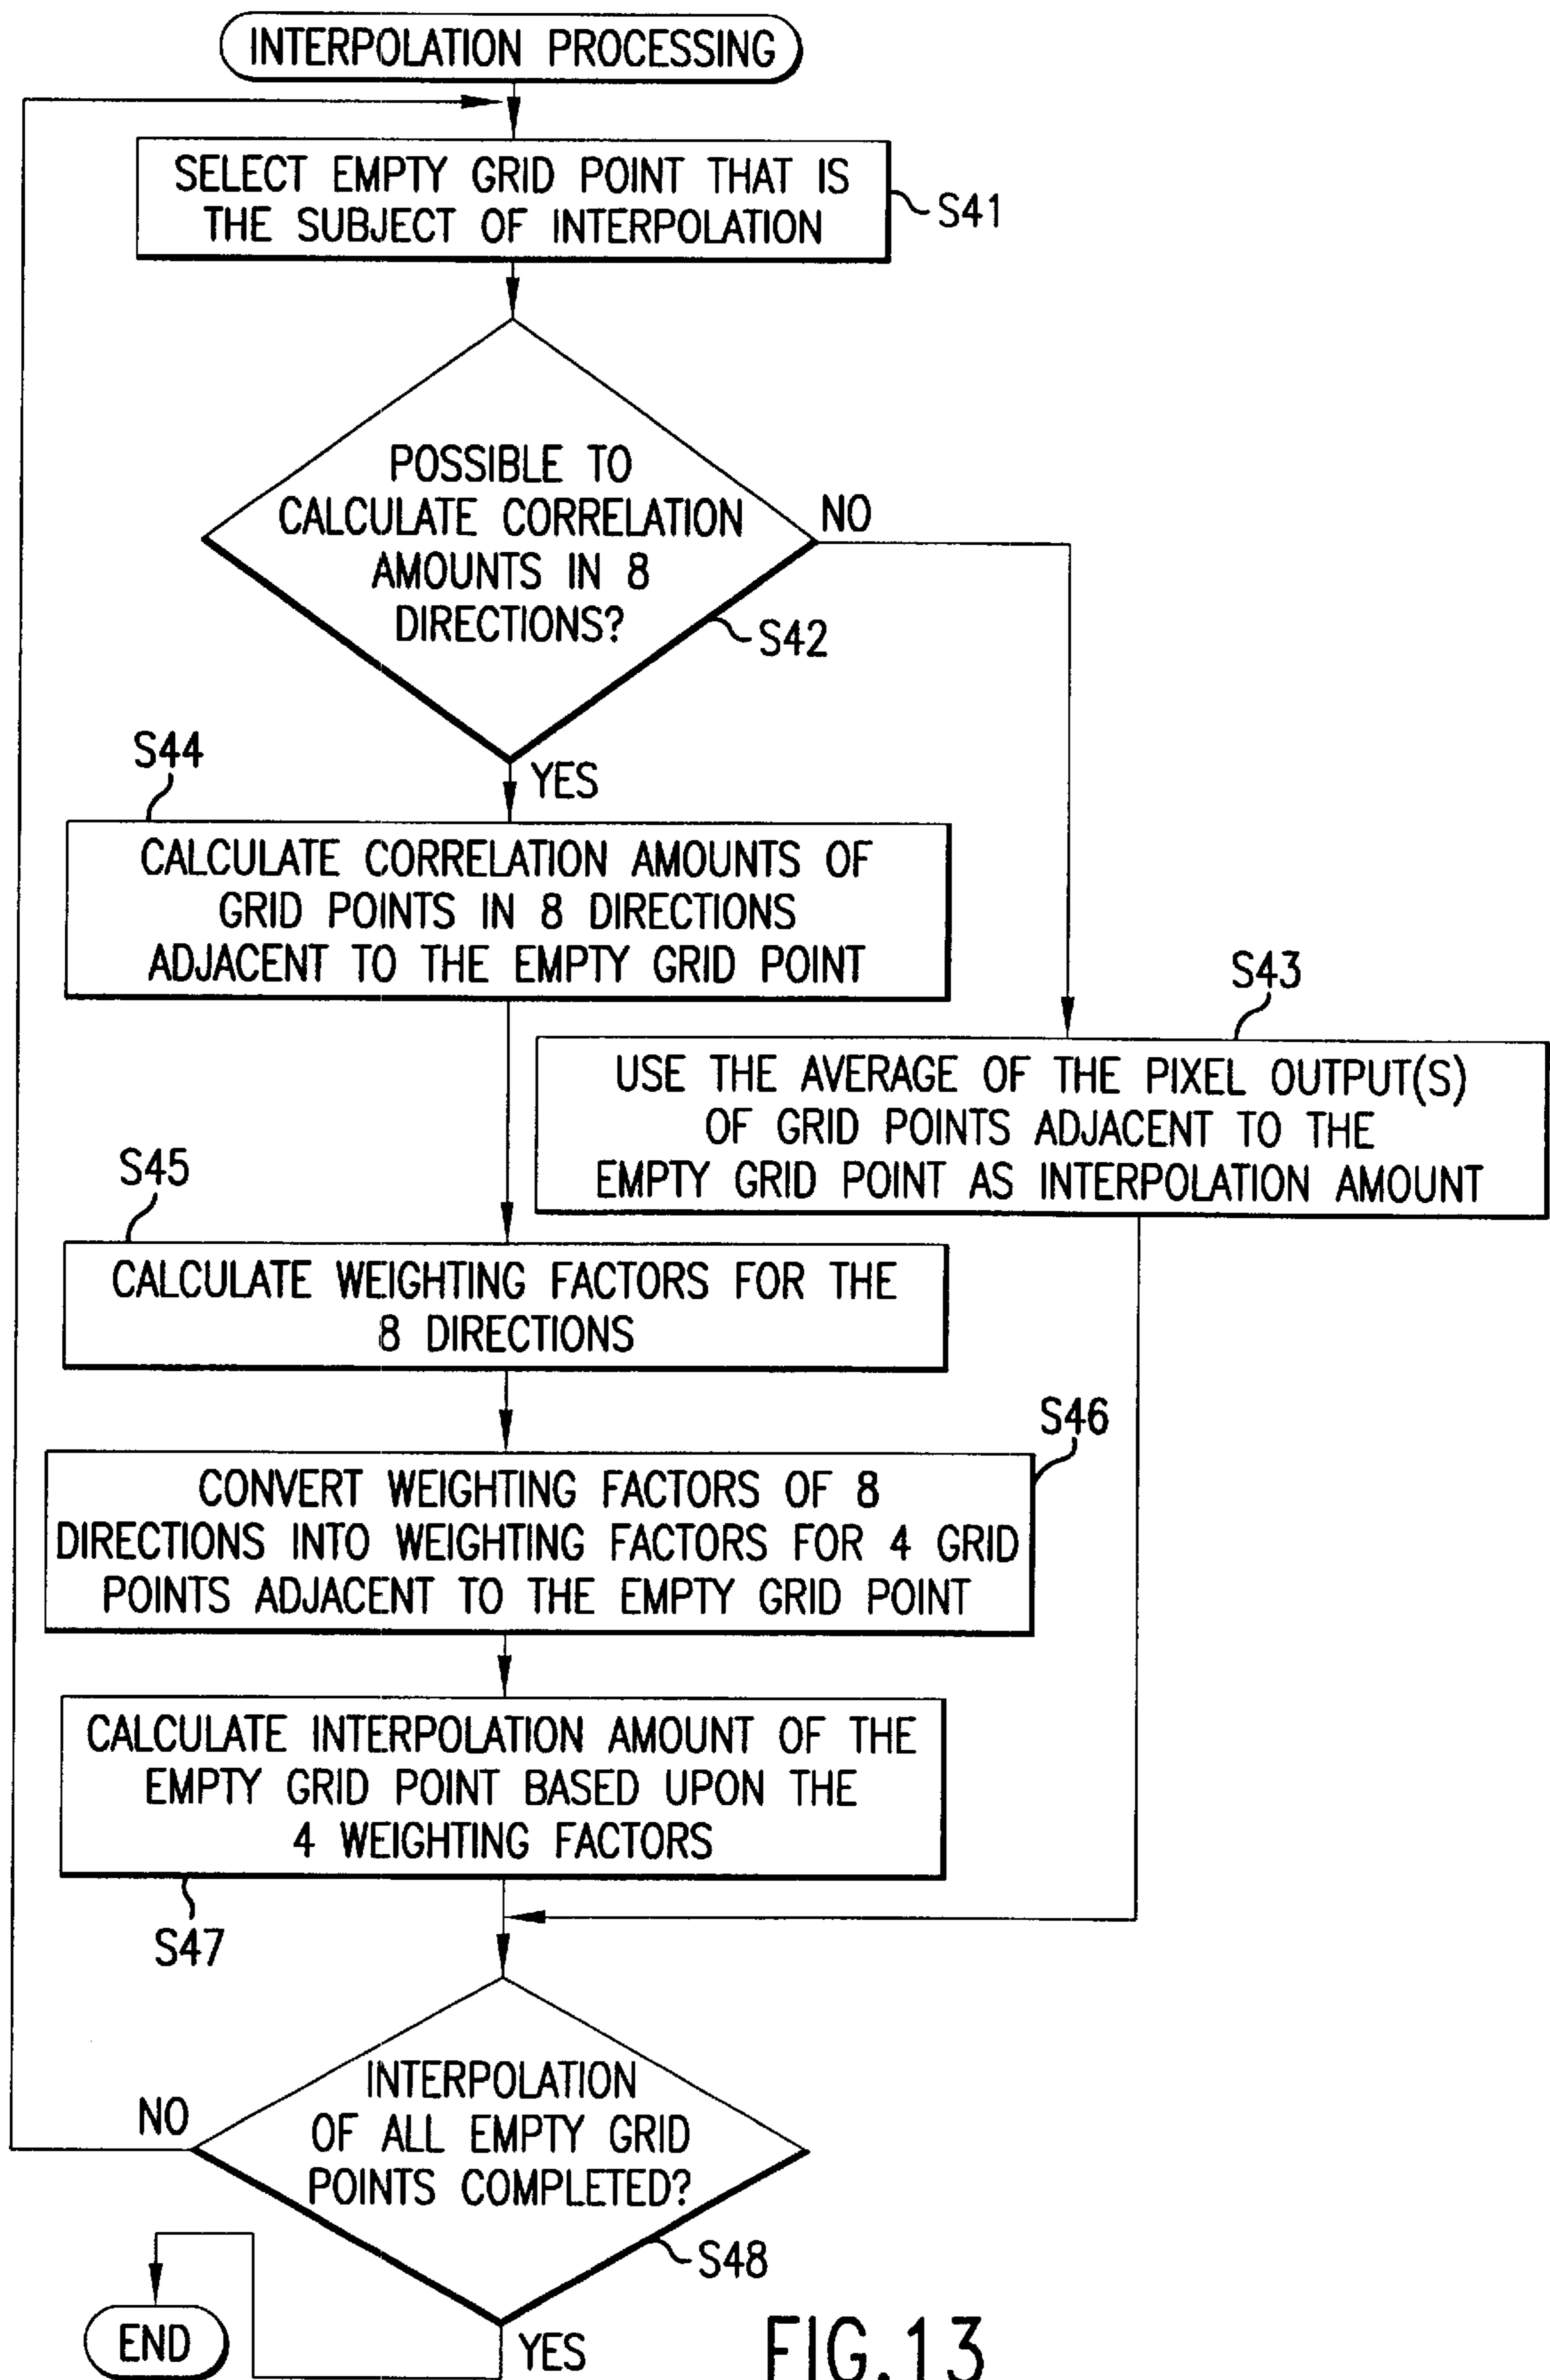 INTERPOLATION PROCESSING
SELECT EMPTY GRID POINT THAT IS
THE SUBJECT OF INTERPOLATION
S41
POSSIBLE TO
CALCULATE CORRELATION
AMOUNTS IN 8
DIRECTIONS?
NO
S42
YES
S44
CALCULATE CORRELATION AMOUNTS OF
GRID POINTS IN 8 DIRECTIONS
ADJACENT TO THE EMPTY GRID POINT
S43
USE THE AVERAGE OF THE PIXEL OUTPUT(S)
OF GRID POINTS ADJACENT TO THE
EMPTY GRID POINT AS INTERPOLATION AMOUNT
S45
CALCULATE WEIGHTING FACTORS FOR THE
8 DIRECTIONS
S46
CONVERT WEIGHTING FACTORS OF 8
DIRECTIONS INTO WEIGHTING FACTORS FOR 4 GRID
POINTS ADJACENT TO THE EMPTY GRID POINT
CALCULATE INTERPOLATION AMOUNT OF THE
EMPTY GRID POINT BASED UPON THE
4 WEIGHTING FACTORS
S47
INTERPOLATION
OF ALL EMPTY GRID
POINTS COMPLETED?
NO
S48
YES
END
FIG.13